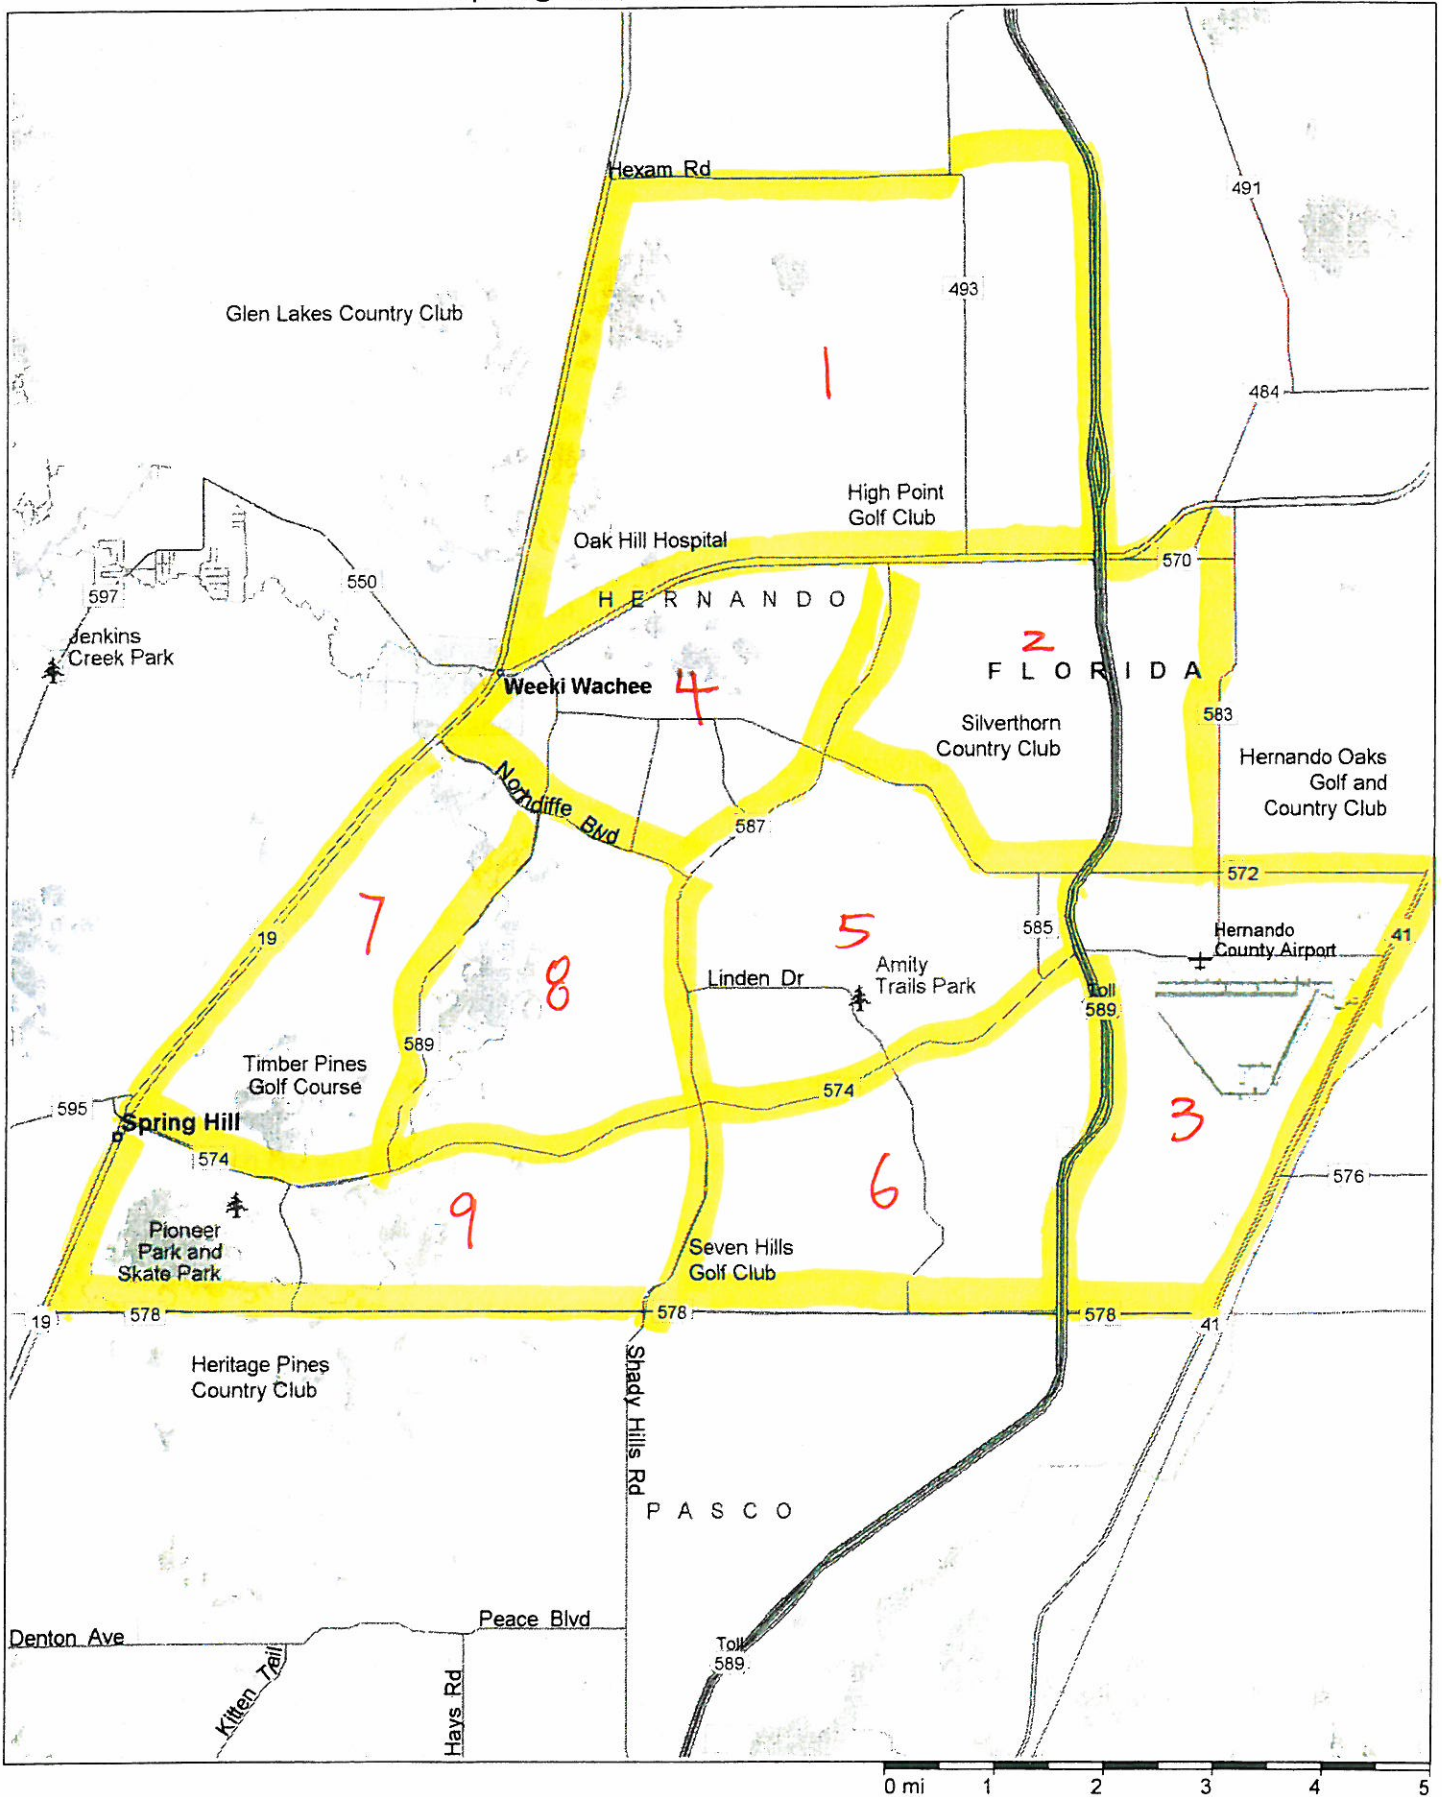 Hexam Rd
491
493
Glen Lakes Country Club
1
484
High Point
Golf Club
Oak Hill Hospital
570
550
597
HERNANDO
Jenkins
Creek Park
2
FLORIDA
Weeki Wachee
4
583
Silverthorn
Country Club
Hernando Oaks
Golf and
Country Club
Northcliffe Blvd
587
572
7
5
585
19
Hernando
County Airport
41
8
Linden Dr
Amity
Trails Park
Toll
589
589
Timber Pines
Golf Course
574
595
Spring Hill
3
574
576
6
9
Pioneer
Park and
Skate Park
Seven Hills
Golf Club
19
578
578
578
41
Heritage Pines
Country Club
Shady Hills Rd
PASCO
Peace Blvd
Denton Ave
Toll
589
Kitten Trail
Hays Rd
0 mi 1 2 3 4 5